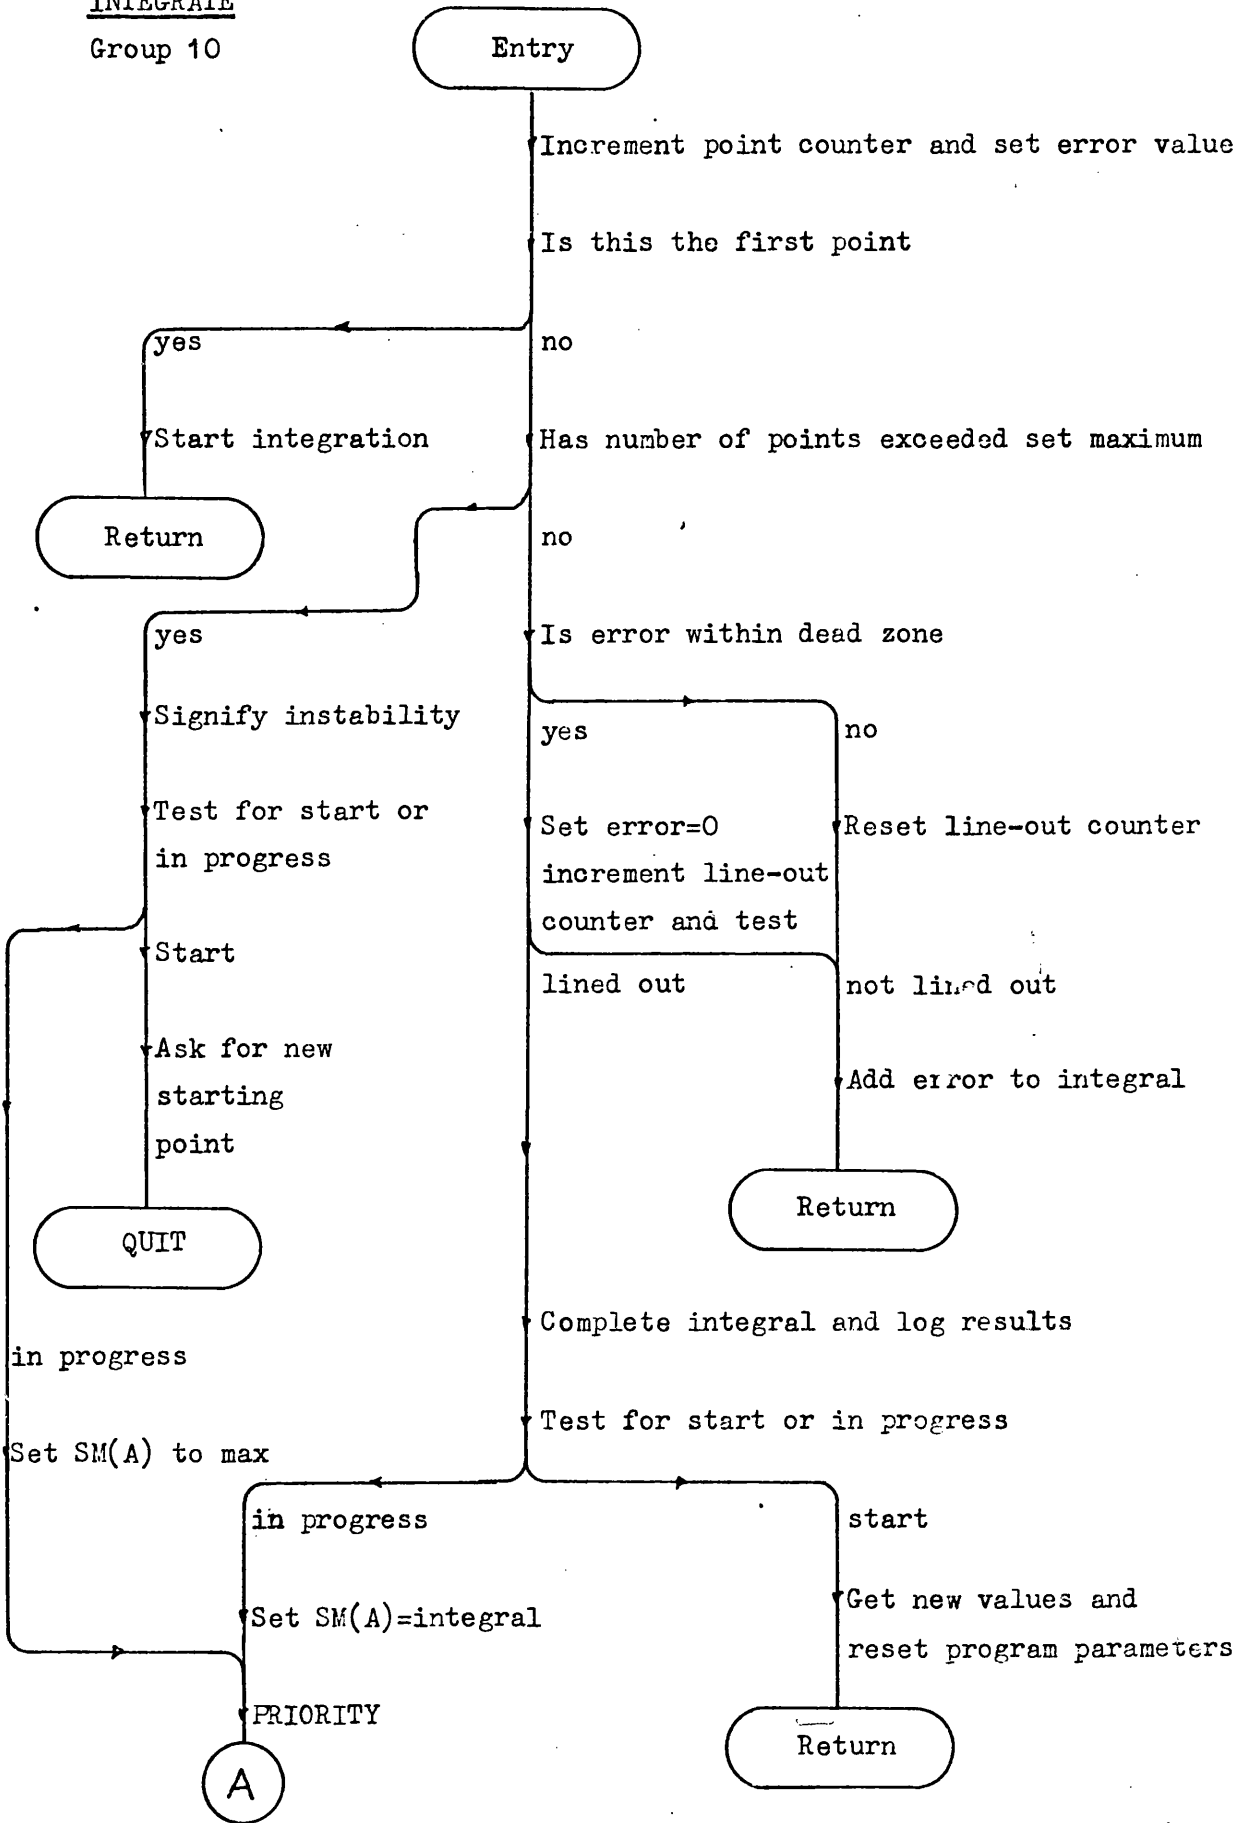 INTEGRATE
Group 10
Entry
Increment point counter and set error value
Is this the first point
yes
no
Start integration
Has number of points exceeded set maximum
Return
no
yes
Is error within dead zone
Signify instability
yes
no
Test for start or
in progress
Set error=0
increment line-out
counter and test
Reset line-out counter
Start
lined out
not lined out
Ask for new
starting
point
Add error to integral
Return
QUIT
Complete integral and log results
in progress
Test for start or in progress
Set SM(A) to max
in progress
start
Set SM(A)=integral
Get new values and
reset program parameters
PRIORITY
Return
A